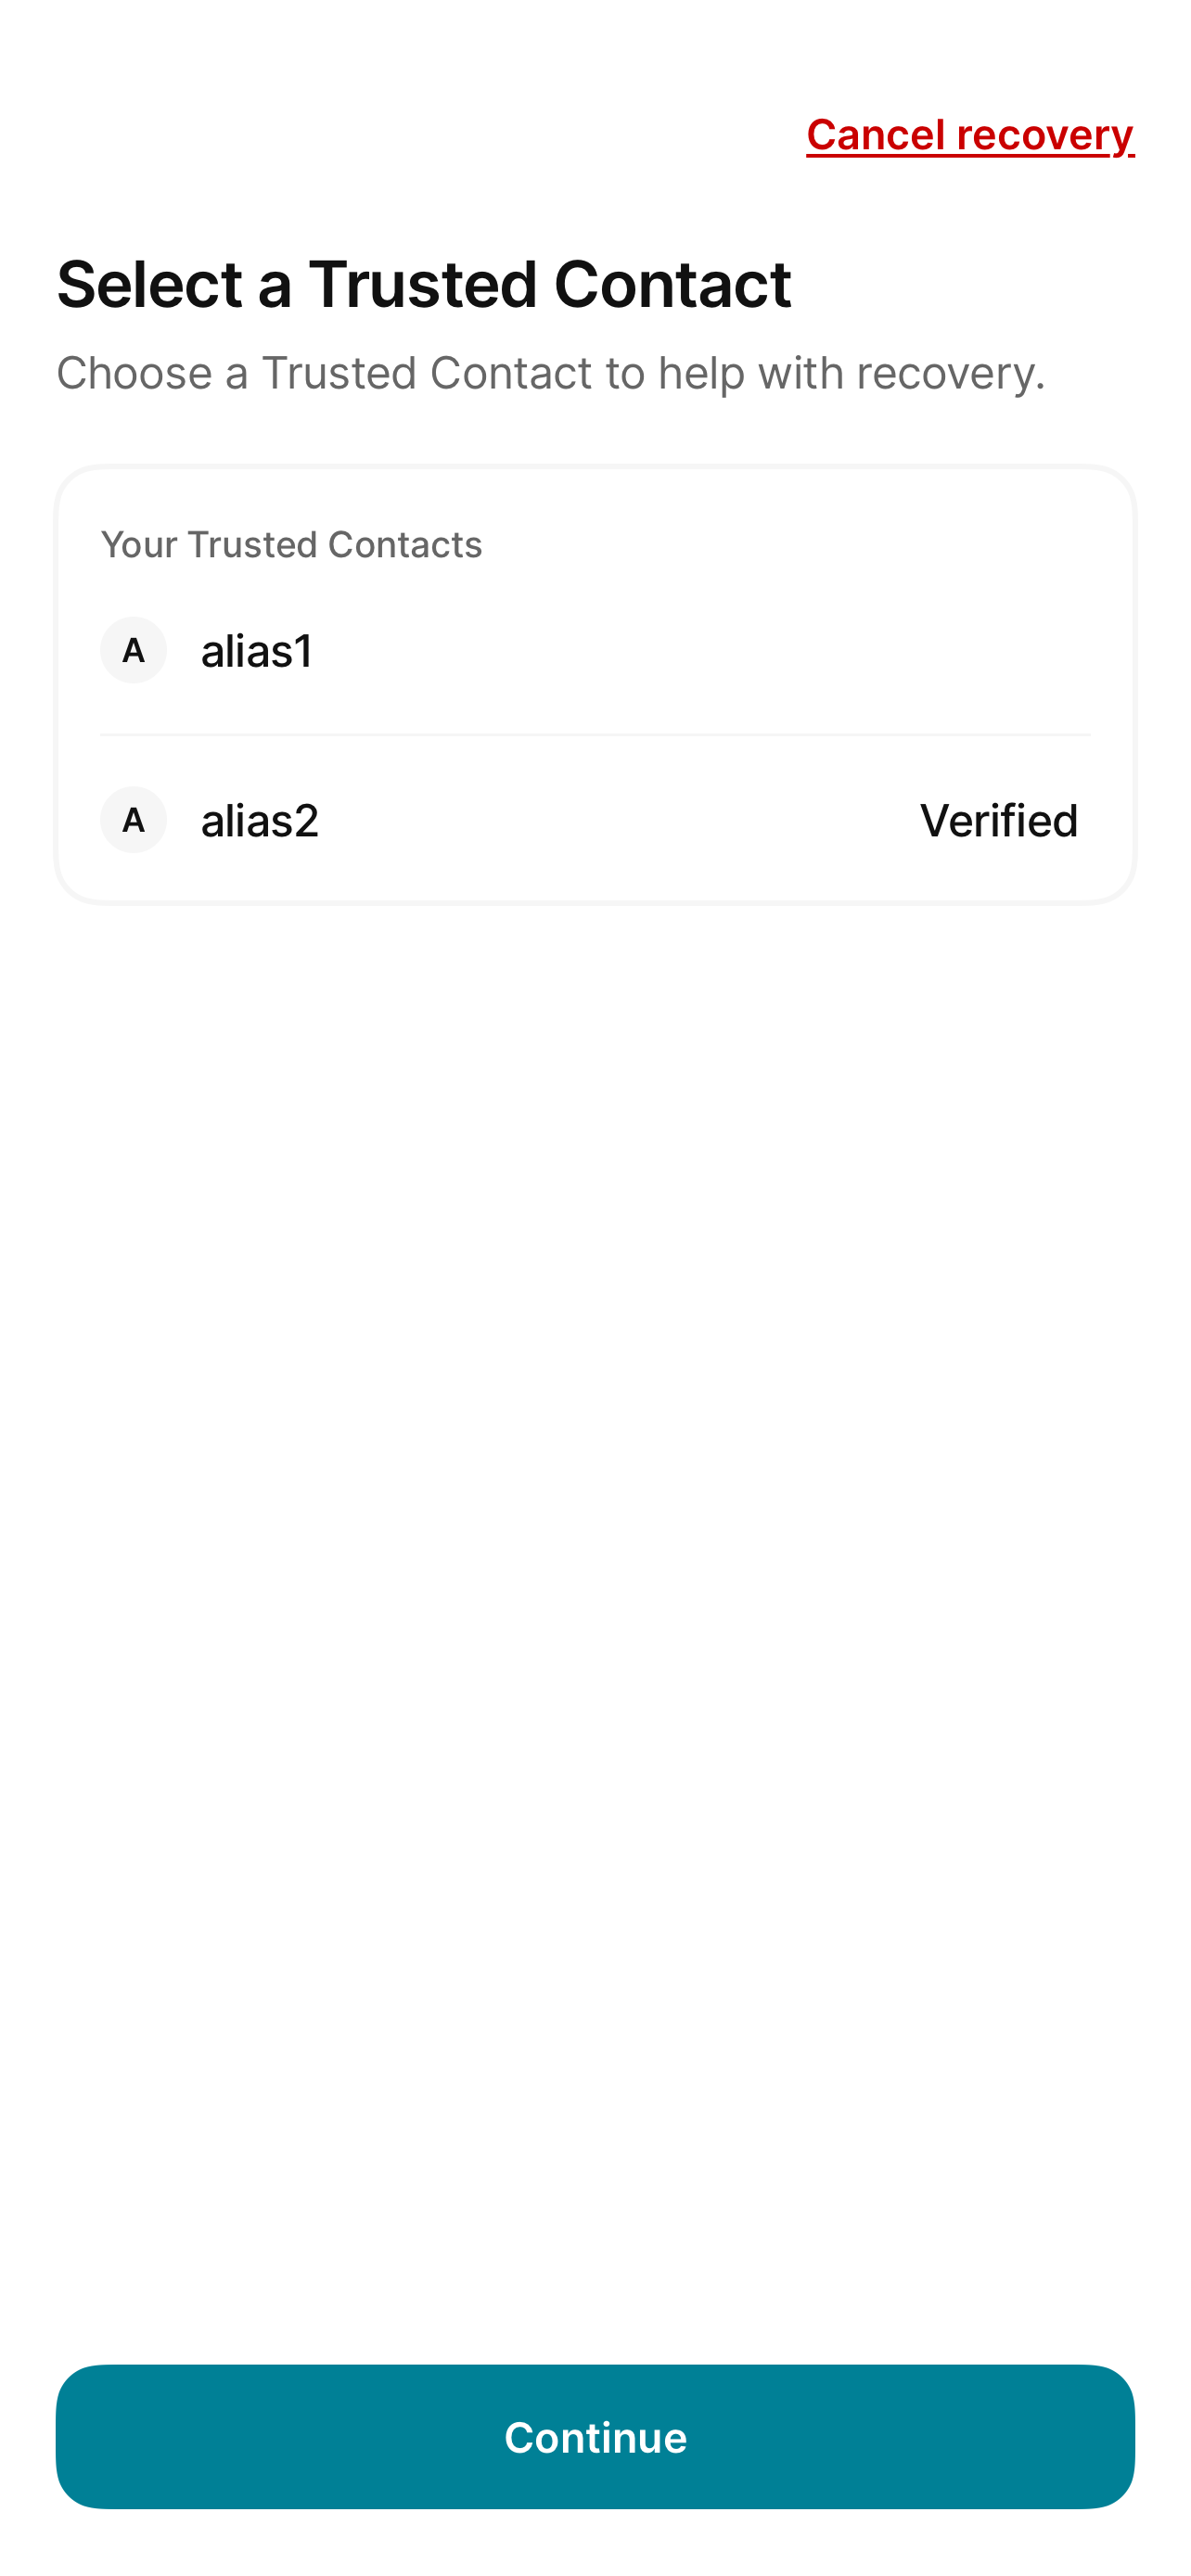 Cancel recovery
Select a Trusted Contact
Choose a Trusted Contact to help with recovery.
Your Trusted Contacts
A alias1
A alias2 Verified
Continue